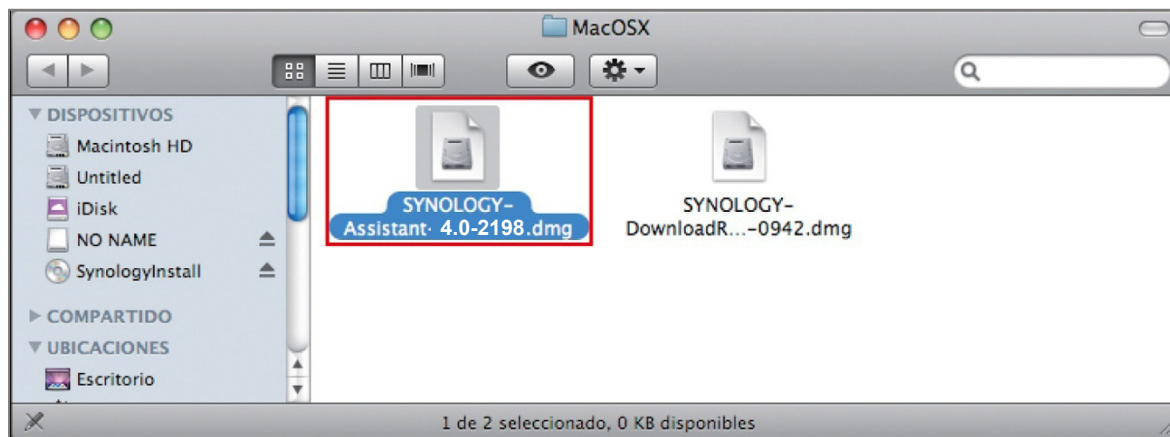 MacOSX
DISPOSITIVOS
Macintosh HD
Untitled
iDisk
NO NAME
SynologyInstall
COMPARTIDO
UBICACIONES
Escritorio
SYNOLOGY-
Assistant- 4.0-2198.dmg
SYNOLOGY-
DownloadR...-0942.dmg
1 de 2 seleccionado, 0 KB disponibles